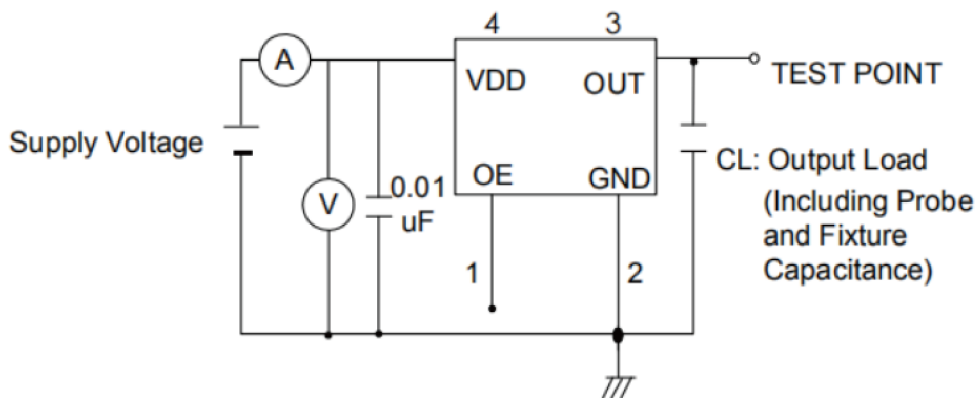 4
3
A
VDD
OUT
TEST POINT
Supply Voltage
V
0.01
uF
OE
GND
CL: Output Load
(Including Probe
and Fixture
Capacitance)
1
2